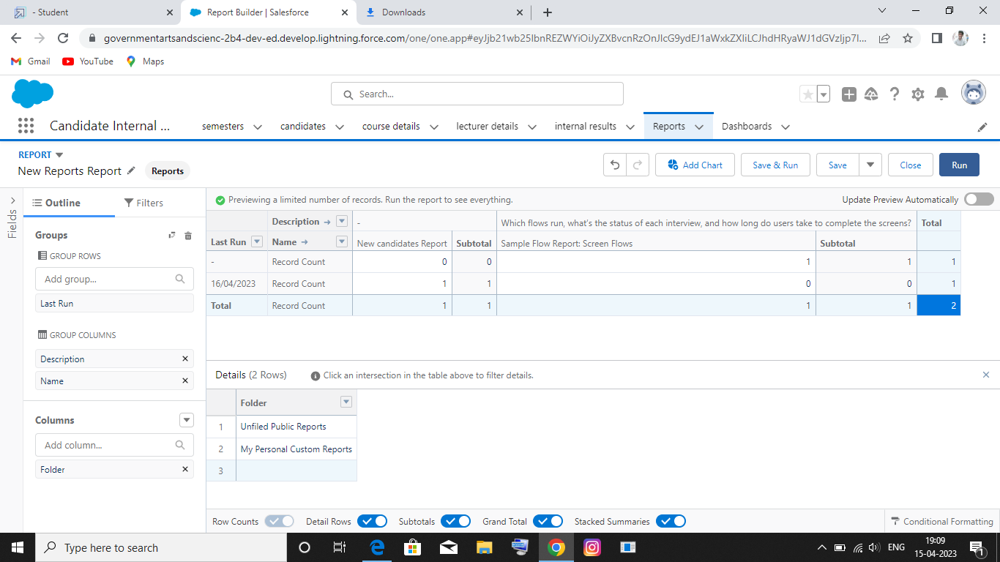 - Student
Report Builder | Salesforce
Downloads
governmentartsandscienc-2b4-dev-ed.develop.lightning.force.com/one/one.app#
Gmail YouTube Maps
Search...
Candidate Internal ... semesters candidates course details lecturer details internal results Reports Dashboards
REPORT
New Reports Report Reports
Add Chart Save & Run Save Close Run
Fields
Outline Filters
Groups
GROUP ROWS
Add group...
Last Run
GROUP COLUMNS
Description
Name
Columns
Add column...
Folder
Previewing a limited number of records. Run the report to see everything. Update Preview Automatically
Description → - Which flows run, what's the status of each interview, and how long do users take to complete the screens? Total
Last Run Name → New candidates Report Subtotal Sample Flow Report: Screen Flows Subtotal
- Record Count 0 0 1 1 1
16/04/2023 Record Count 1 1 0 0 1
Total Record Count 1 1 1 1 2
Details (2 Rows) Click an intersection in the table above to filter details.
Folder
1 Unfiled Public Reports
2 My Personal Custom Reports
3
Row Counts Detail Rows Subtotals Grand Total Stacked Summaries Conditional Formatting
Type here to search
ENG
19:09
15-04-2023
1